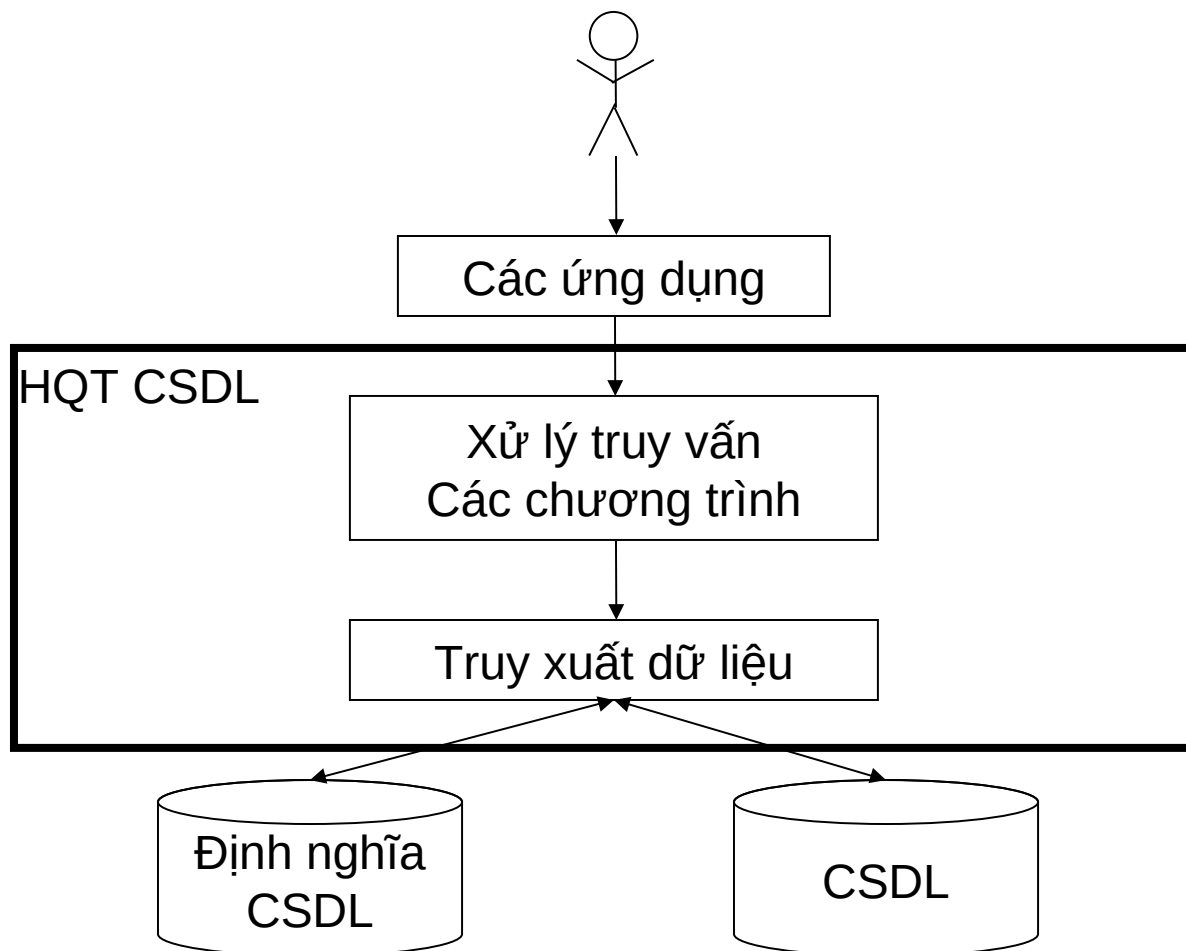 Các ứng dụng
HQT CSDL
Xử lý truy vấn
Các chương trình
Truy xuất dữ liệu
Định nghĩa
CSDL
CSDL